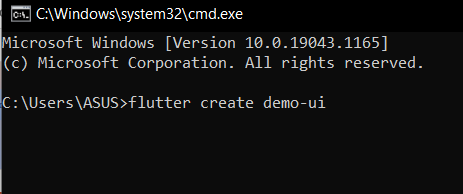 C:\Windows\system32\cmd.exe
Microsoft Windows [Version 10.0.19043.1165]
(c) Microsoft Corporation. All rights reserved.
C:\Users\ASUS>flutter create demo-ui